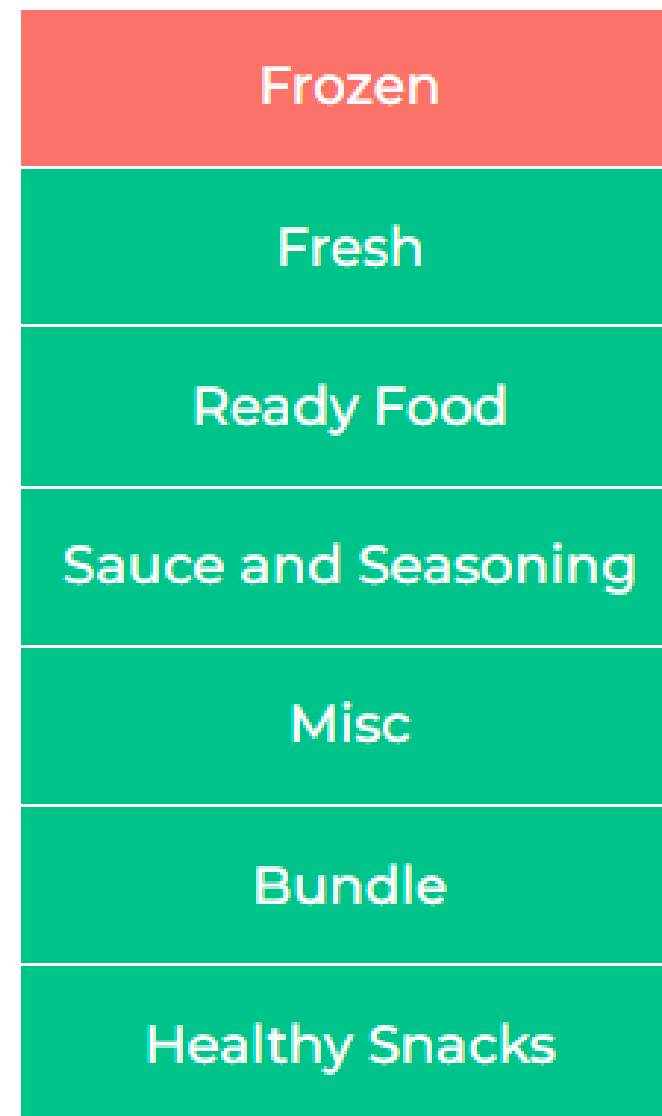 Frozen
Fresh
Ready Food
Sauce and Seasoning
Misc
Bundle
Healthy Snacks